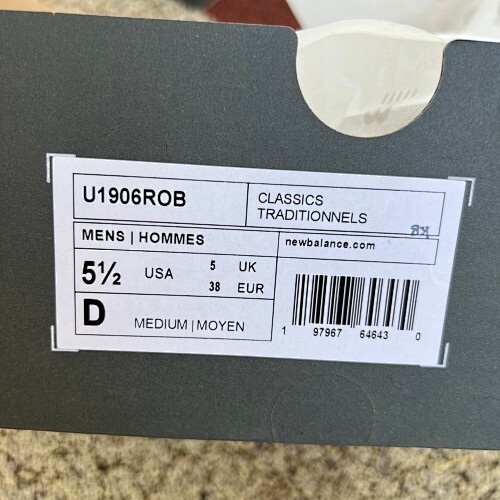 U1906ROB
CLASSICS
TRADITIONNELS
MENS | HOMMES
newbalance.com
5½ USA 5 UK
38 EUR
D MEDIUM | MOYEN
1 97967 64643 0